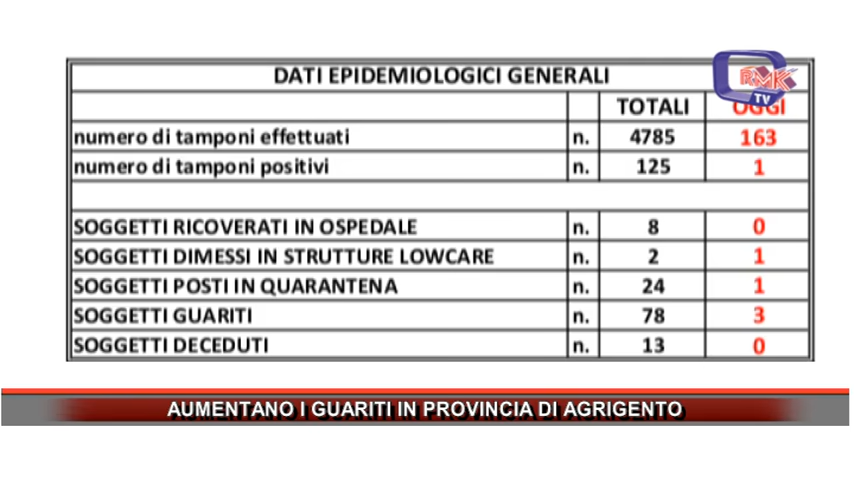 DATI EPIDEMIOLOGICI GENERALI
RMK
TV
TOTALI OGGI
numero di tamponi effettuati n. 4785 163
numero di tamponi positivi n. 125 1
SOGGETTI RICOVERATI IN OSPEDALE n. 8 0
SOGGETTI DIMESSI IN STRUTTURE LOWCARE n. 2 1
SOGGETTI POSTI IN QUARANTENA n. 24 1
SOGGETTI GUARITI n. 78 3
SOGGETTI DECEDUTI n. 13 0
AUMENTANO I GUARITI IN PROVINCIA DI AGRIGENTO